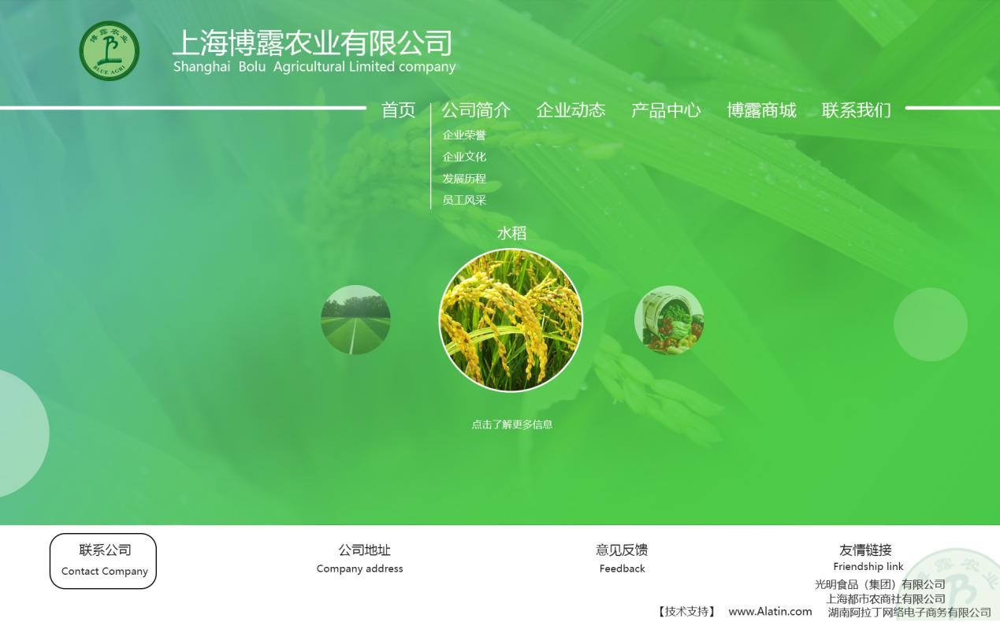 博露农业
BLUE AGRI
上海博露农业有限公司
Shanghai Bolu Agricultural Limited company
首页 公司简介 企业动态 产品中心 博露商城 联系我们
企业荣誉
企业文化
发展历程
员工风采
水稻
点击了解更多信息
联系公司 公司地址 意见反馈 友情链接
Contact Company Company address Feedback Friendship link
博露农业
光明食品（集团）有限公司
上海都市农商社有限公司
【技术支持】 www.Alatin.com 湖南阿拉丁网络电子商务有限公司